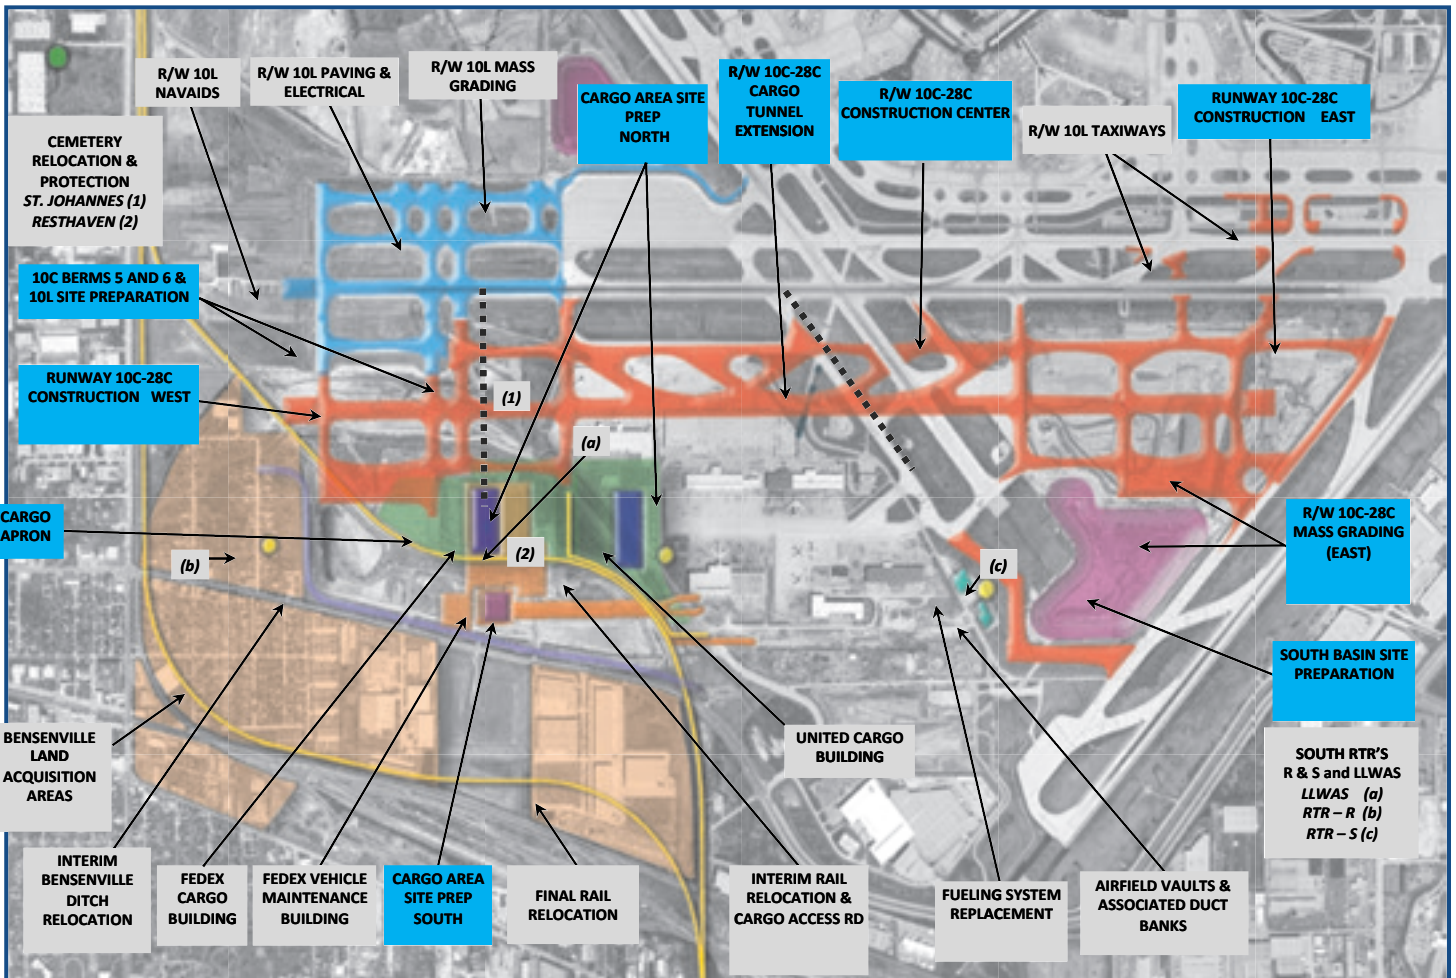 R/W 10L
NAVAIDS
R/W 10L PAVING &
ELECTRICAL
R/W 10L MASS
GRADING
CARGO AREA SITE
PREP
NORTH
R/W 10C-28C
CARGO
TUNNEL
EXTENSION
R/W 10C-28C
CONSTRUCTION CENTER
R/W 10L TAXIWAYS
RUNWAY 10C-28C
CONSTRUCTION EAST
CEMETERY
RELOCATION &
PROTECTION
ST. JOHANNES (1)
RESTHAVEN (2)
10C BERMS 5 AND 6 &
10L SITE PREPARATION
RUNWAY 10C-28C
CONSTRUCTION WEST
(1)
(a)
CARGO
APRON
(b)
(2)
(c)
R/W 10C-28C
MASS GRADING
(EAST)
SOUTH BASIN SITE
PREPARATION
BENSENVILLE
LAND
ACQUISITION
AREAS
UNITED CARGO
BUILDING
SOUTH RTR'S
R & S and LLWAS
LLWAS (a)
RTR – R (b)
RTR – S (c)
INTERIM
BENSENVILLE
DITCH
RELOCATION
FEDEX
CARGO
BUILDING
FEDEX VEHICLE
MAINTENANCE
BUILDING
CARGO AREA
SITE PREP
SOUTH
FINAL RAIL
RELOCATION
INTERIM RAIL
RELOCATION &
CARGO ACCESS RD
FUELING SYSTEM
REPLACEMENT
AIRFIELD VAULTS &
ASSOCIATED DUCT
BANKS